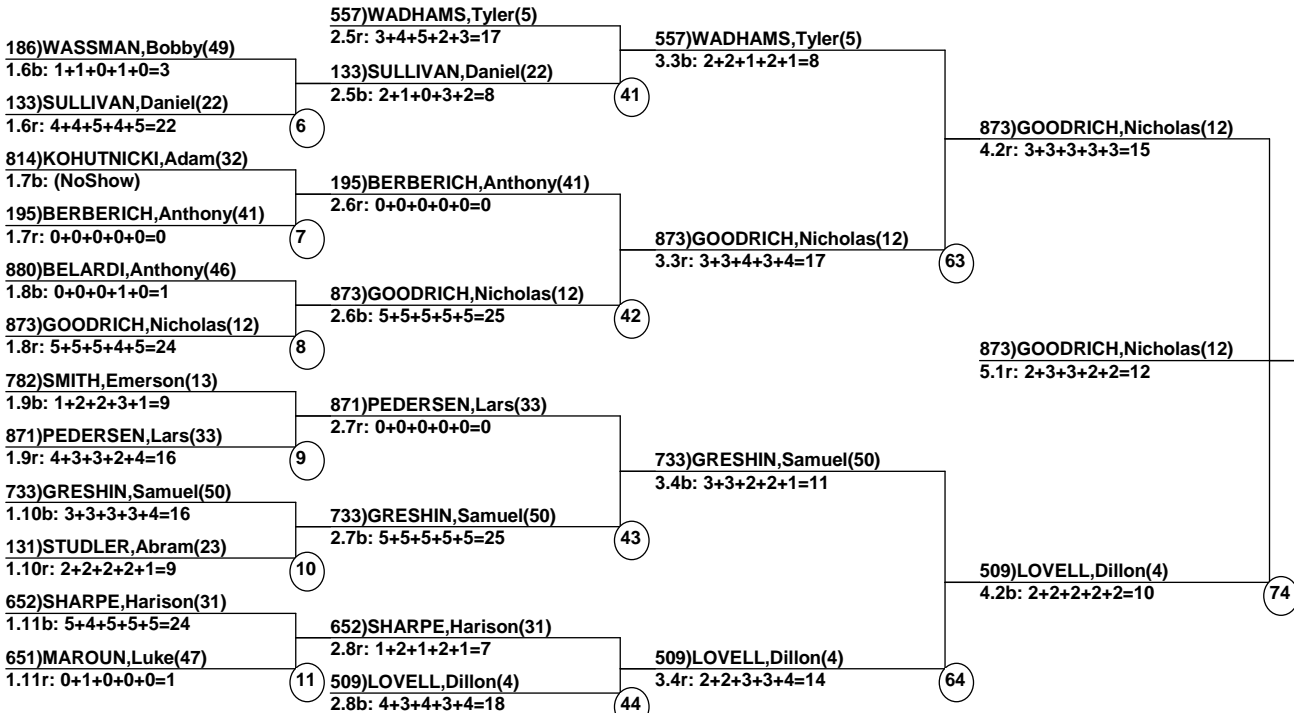 186)WASSMAN,Bobby(49)
1.6b: 1+1+0+1+0=3
133)SULLIVAN,Daniel(22)
1.6r: 4+4+5+4+5=22
6
814)KOHUTNICKI,Adam(32)
1.7b: (NoShow)
195)BERBERICH,Anthony(41)
1.7r: 0+0+0+0+0=0
7
880)BELARDI,Anthony(46)
1.8b: 0+0+0+1+0=1
873)GOODRICH,Nicholas(12)
1.8r: 5+5+5+4+5=24
8
782)SMITH,Emerson(13)
1.9b: 1+2+2+3+1=9
871)PEDERSEN,Lars(33)
1.9r: 4+3+3+2+4=16
9
733)GRESHIN,Samuel(50)
1.10b: 3+3+3+3+4=16
131)STUDLER,Abram(23)
1.10r: 2+2+2+2+1=9
10
652)SHARPE,Harison(31)
1.11b: 5+4+5+5+5=24
651)MAROUN,Luke(47)
1.11r: 0+1+0+0+0=1
11
557)WADHAMS,Tyler(5)
2.5r: 3+4+5+2+3=17
133)SULLIVAN,Daniel(22)
2.5b: 2+1+0+3+2=8
41
195)BERBERICH,Anthony(41)
2.6r: 0+0+0+0+0=0
873)GOODRICH,Nicholas(12)
2.6b: 5+5+5+5+5=25
42
871)PEDERSEN,Lars(33)
2.7r: 0+0+0+0+0=0
733)GRESHIN,Samuel(50)
2.7b: 5+5+5+5+5=25
43
652)SHARPE,Harison(31)
2.8r: 1+2+1+2+1=7
509)LOVELL,Dillon(4)
2.8b: 4+3+4+3+4=18
44
557)WADHAMS,Tyler(5)
3.3b: 2+2+1+2+1=8
873)GOODRICH,Nicholas(12)
3.3r: 3+3+4+3+4=17
63
733)GRESHIN,Samuel(50)
3.4b: 3+3+2+2+1=11
509)LOVELL,Dillon(4)
3.4r: 2+2+3+3+4=14
64
873)GOODRICH,Nicholas(12)
4.2r: 3+3+3+3+3=15
509)LOVELL,Dillon(4)
4.2b: 2+2+2+2+2=10
74
873)GOODRICH,Nicholas(12)
5.1r: 2+3+3+2+2=12